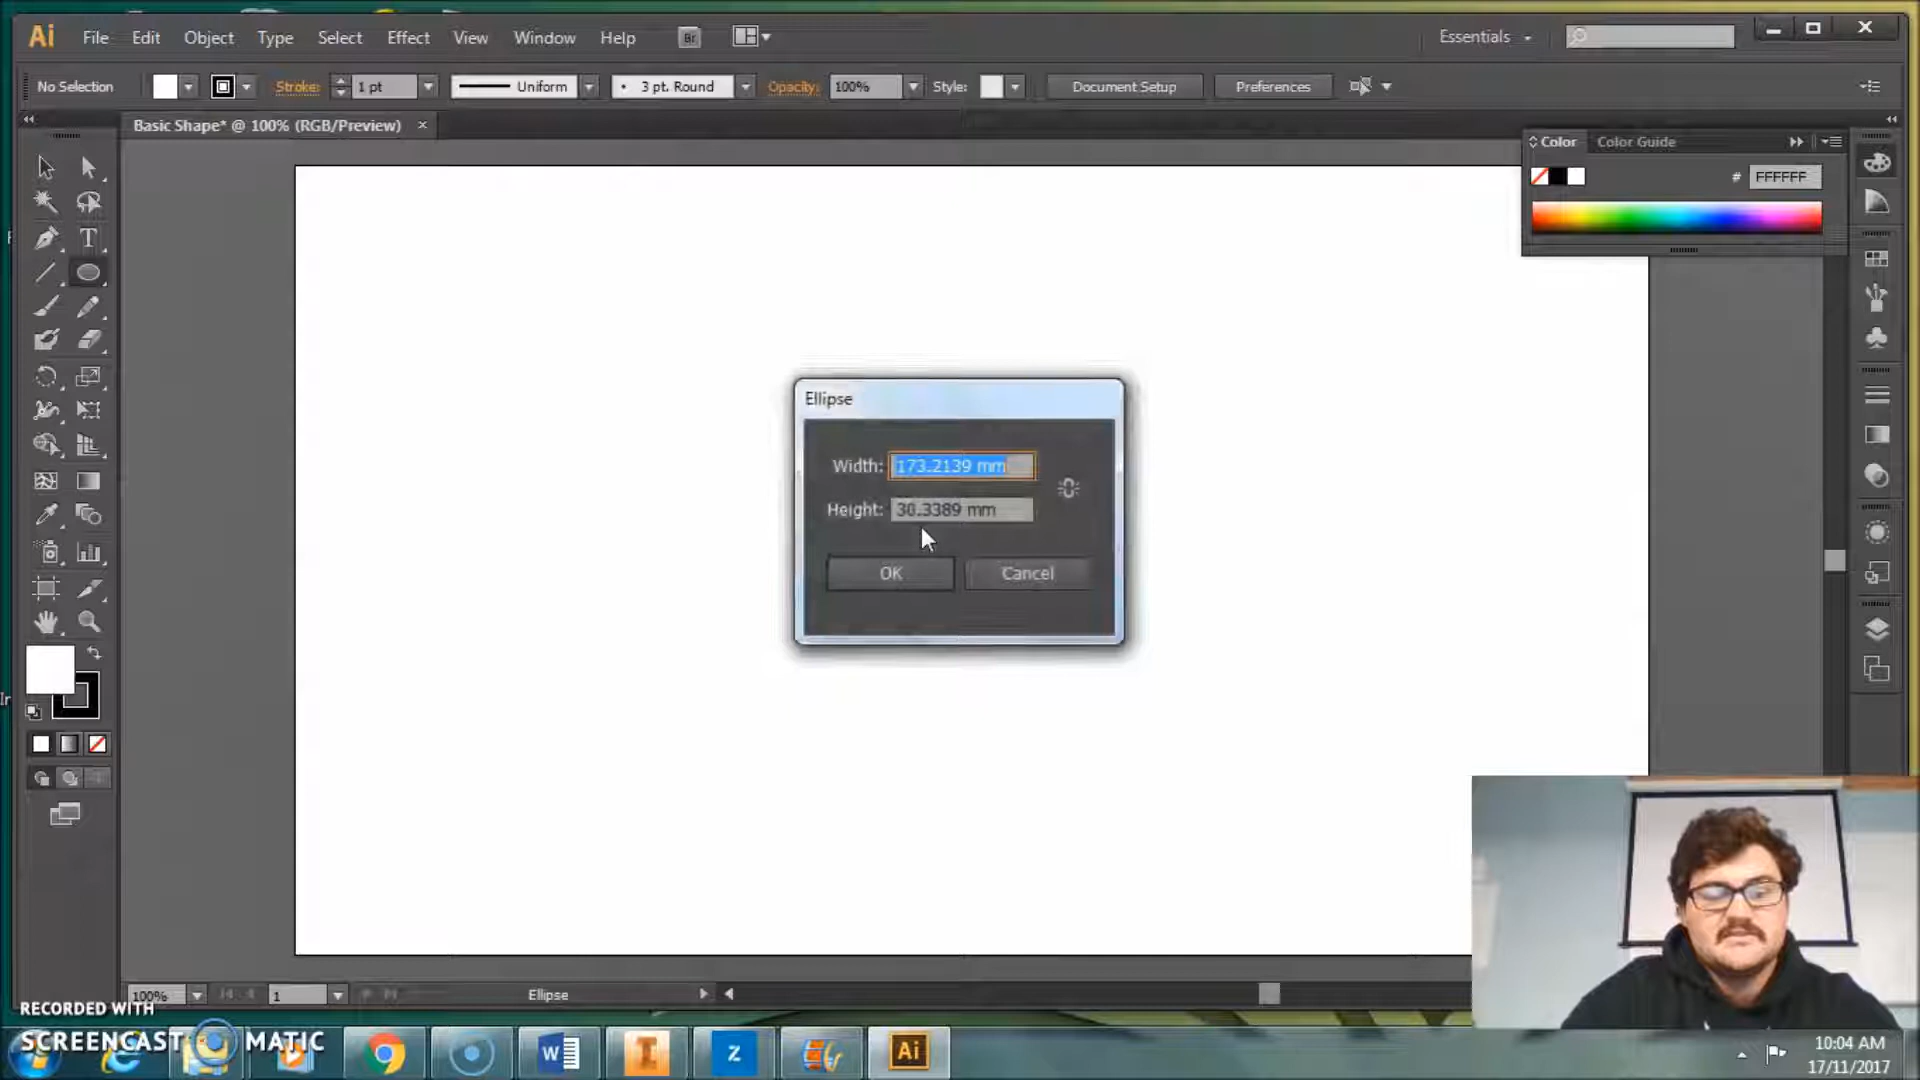 Ai File Edit Object Type Select Effect View Window Help Br Essentials
No Selection Stroke: 1 pt Uniform 3 pt. Round Opacity: 100% Style: Document Setup Preferences
Basic Shape* @ 100% (RGB/Preview) ×
Color Color Guide
# FFFFFF
T
Ellipse
Width: 173.2139 mm
Height: 30.3389 mm
OK Cancel
100% 1 Ellipse
RECORDED WITH
SCREENCAST MATIC
W I Z Ai
10:04 AM
17/11/2017